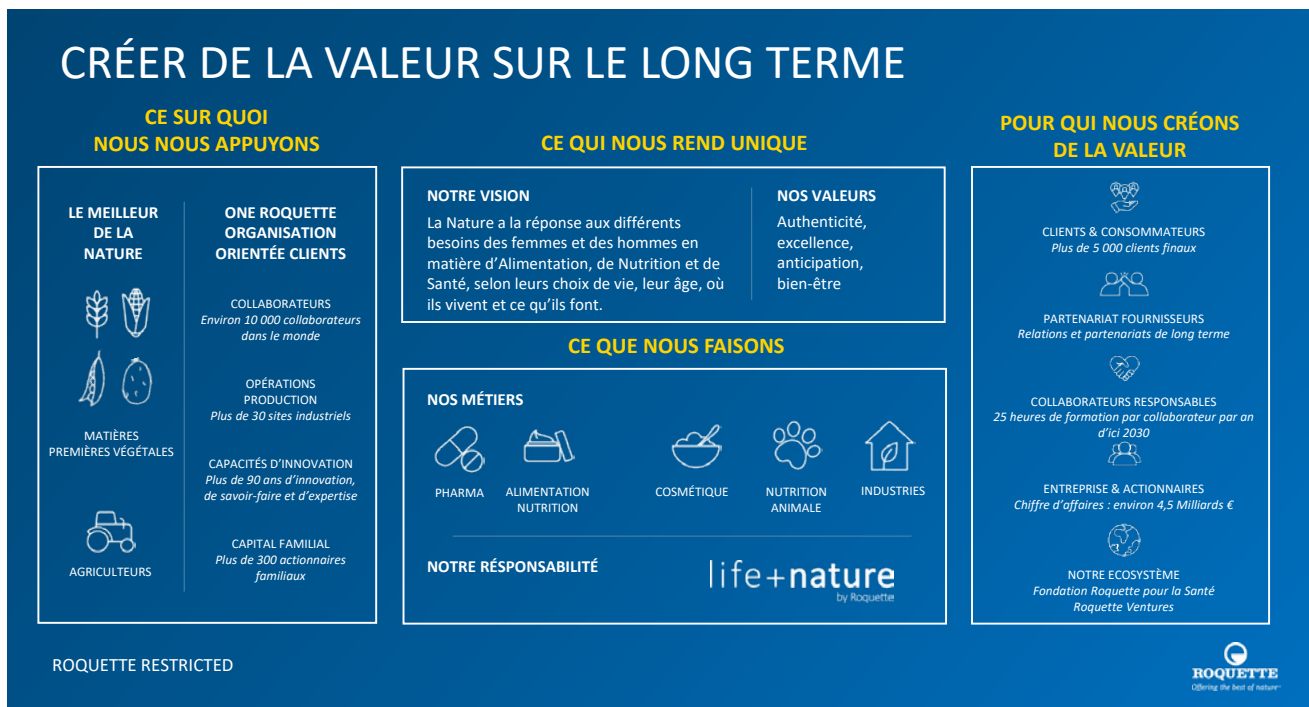 CRÉER DE LA VALEUR SUR LE LONG TERME
CE SUR QUOI
NOUS NOUS APPUYONS
LE MEILLEUR
DE LA
NATURE
MATIÈRES
PREMIÈRES VÉGÉTALES
AGRICULTEURS
ONE ROQUETTE
ORGANISATION
ORIENTÉE CLIENTS
COLLABORATEURS
Environ 10 000 collaborateurs
dans le monde
OPÉRATIONS
PRODUCTION
Plus de 30 sites industriels
CAPACITÉS D'INNOVATION
Plus de 90 ans d'innovation,
de savoir-faire et d'expertise
CAPITAL FAMILIAL
Plus de 300 actionnaires
familiaux
CE QUI NOUS REND UNIQUE
NOTRE VISION
La Nature a la réponse aux différents
besoins des femmes et des hommes en
matière d'Alimentation, de Nutrition et de
Santé, selon leurs choix de vie, leur âge, où
ils vivent et ce qu'ils font.
NOS VALEURS
Authenticité,
excellence,
anticipation,
bien-être
CE QUE NOUS FAISONS
NOS MÉTIERS
PHARMA
ALIMENTATION
NUTRITION
COSMÉTIQUE
NUTRITION
ANIMALE
INDUSTRIES
NOTRE RÉSPONSABILITÉ
life+nature
by Roquette
POUR QUI NOUS CRÉONS
DE LA VALEUR
CLIENTS & CONSOMMATEURS
Plus de 5 000 clients finaux
PARTENARIAT FOURNISSEURS
Relations et partenariats de long terme
COLLABORATEURS RESPONSABLES
25 heures de formation par collaborateur par an
d'ici 2030
ENTREPRISE & ACTIONNAIRES
Chiffre d'affaires : environ 4,5 Milliards €
NOTRE ECOSYSTÈME
Fondation Roquette pour la Santé
Roquette Ventures
ROQUETTE RESTRICTED
ROQUETTE
Offering the best of nature™